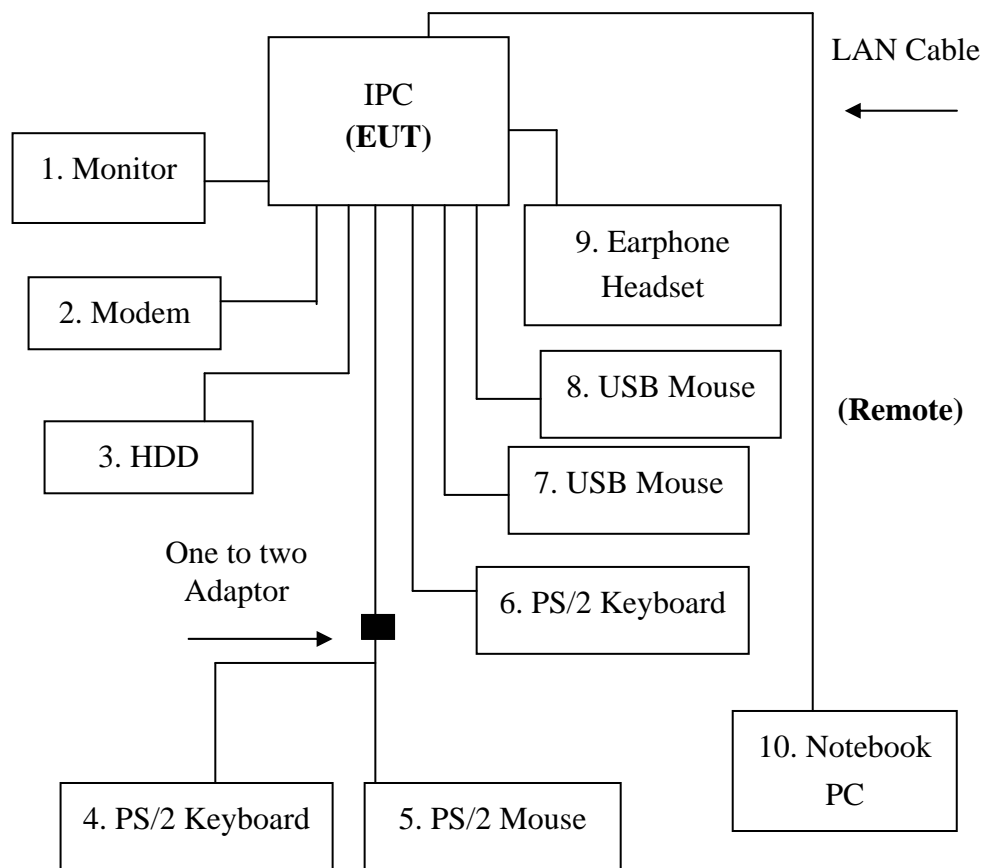 IPC
(EUT)
LAN Cable
1. Monitor
9. Earphone
Headset
2. Modem
8. USB Mouse
(Remote)
3. HDD
7. USB Mouse
One to two
Adaptor
6. PS/2 Keyboard
10. Notebook
PC
4. PS/2 Keyboard
5. PS/2 Mouse